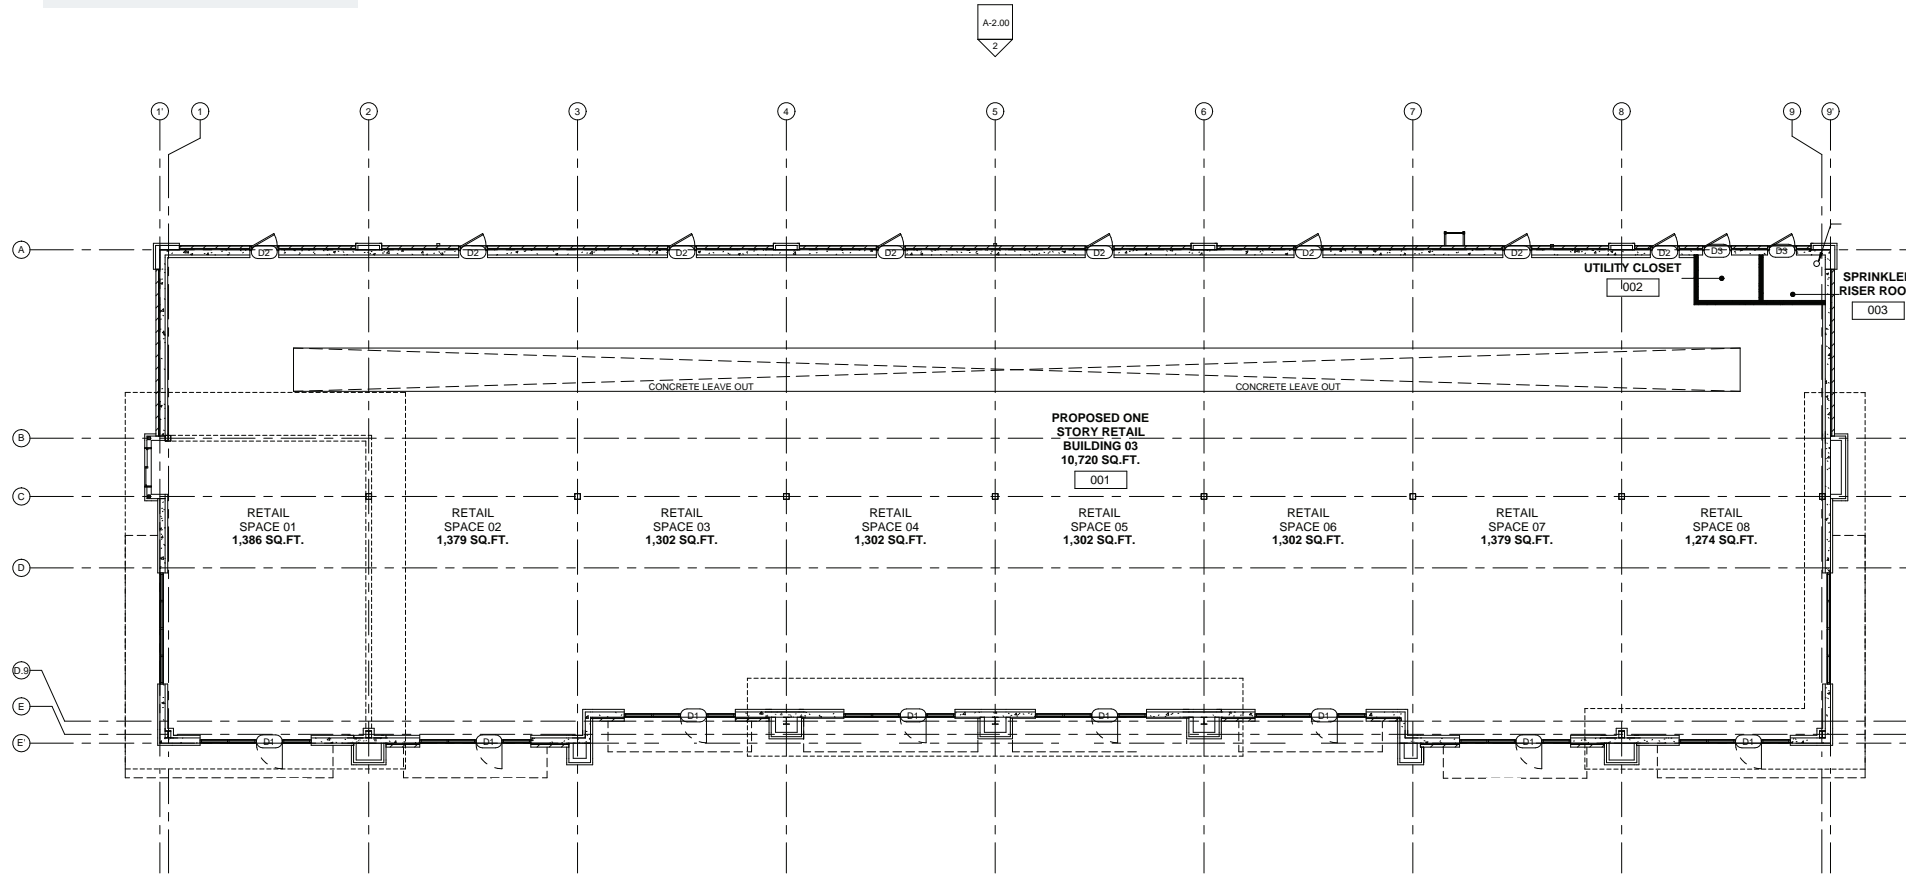 A-2.00
2
1'
1
2
3
4
5
6
7
8
9
9'
A
D2
D2
D2
D2
D2
D2
D2
D2
D3
D3
UTILITY CLOSET
002
SPRINKLE
RISER ROO
003
CONCRETE LEAVE OUT
CONCRETE LEAVE OUT
PROPOSED ONE
STORY RETAIL
BUILDING 03
10,720 SQ.FT.
001
B
C
RETAIL
SPACE 01
1,386 SQ.FT.
RETAIL
SPACE 02
1,379 SQ.FT.
RETAIL
SPACE 03
1,302 SQ.FT.
RETAIL
SPACE 04
1,302 SQ.FT.
RETAIL
SPACE 05
1,302 SQ.FT.
RETAIL
SPACE 06
1,302 SQ.FT.
RETAIL
SPACE 07
1,379 SQ.FT.
RETAIL
SPACE 08
1,274 SQ.FT.
D
D.9
E
E'
D1
D1
D1
D1
D1
D1
D1
D1